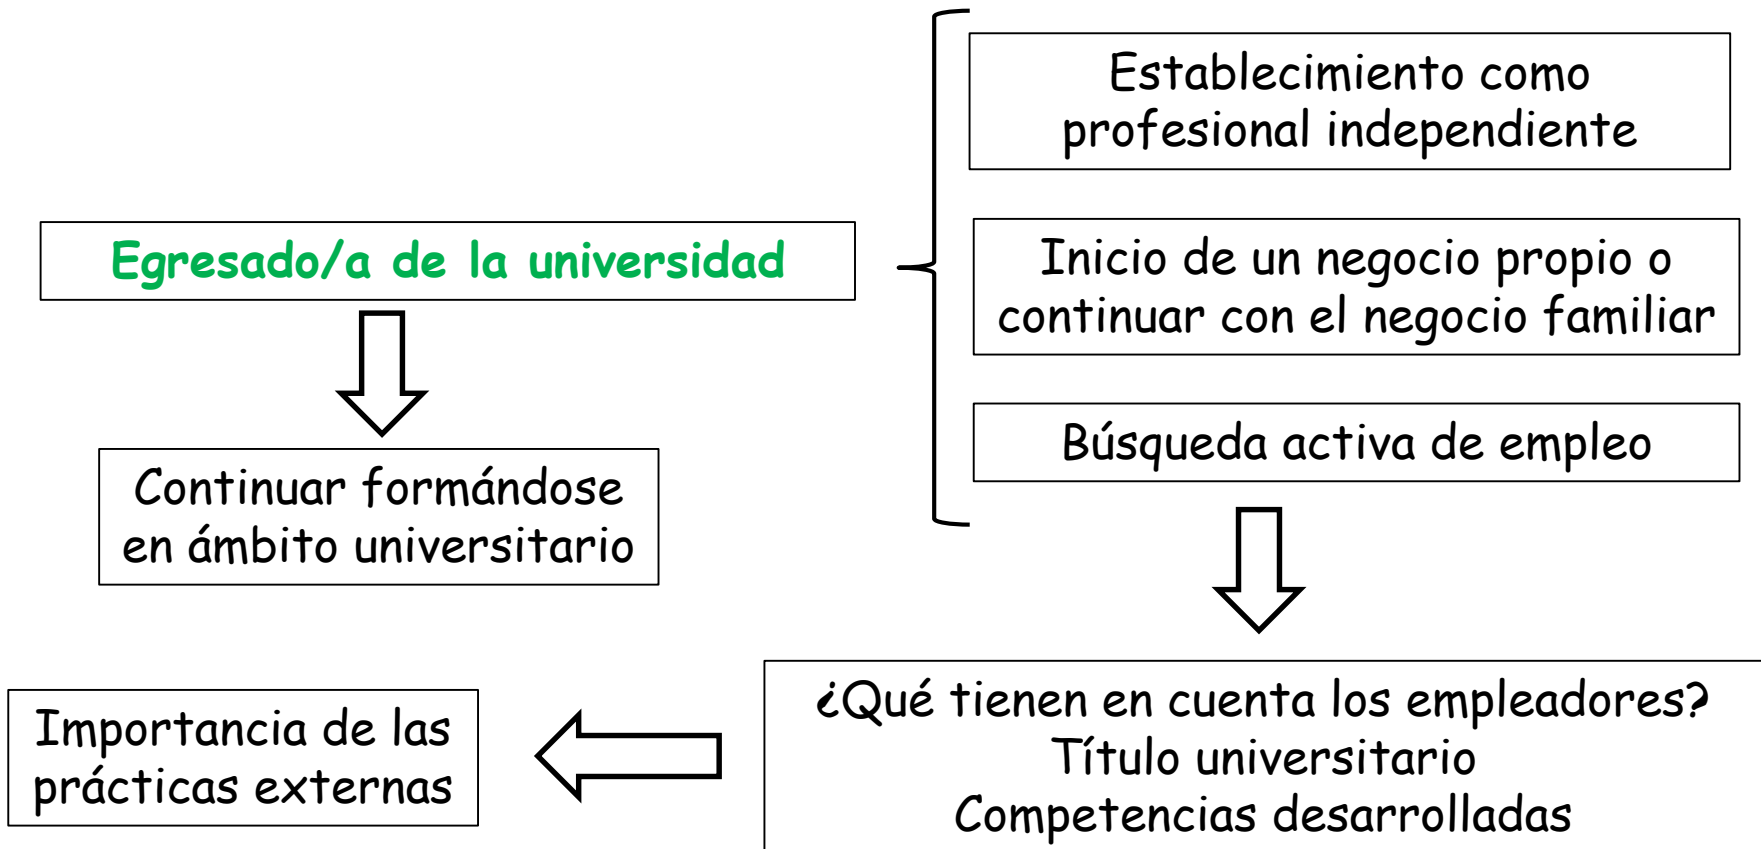 Establecimiento como
profesional independiente
Egresado/a de la universidad
Inicio de un negocio propio o
continuar con el negocio familiar
Búsqueda activa de empleo
Continuar formándose
en ámbito universitario
¿Qué tienen en cuenta los empleadores?
Título universitario
Competencias desarrolladas
Importancia de las
prácticas externas